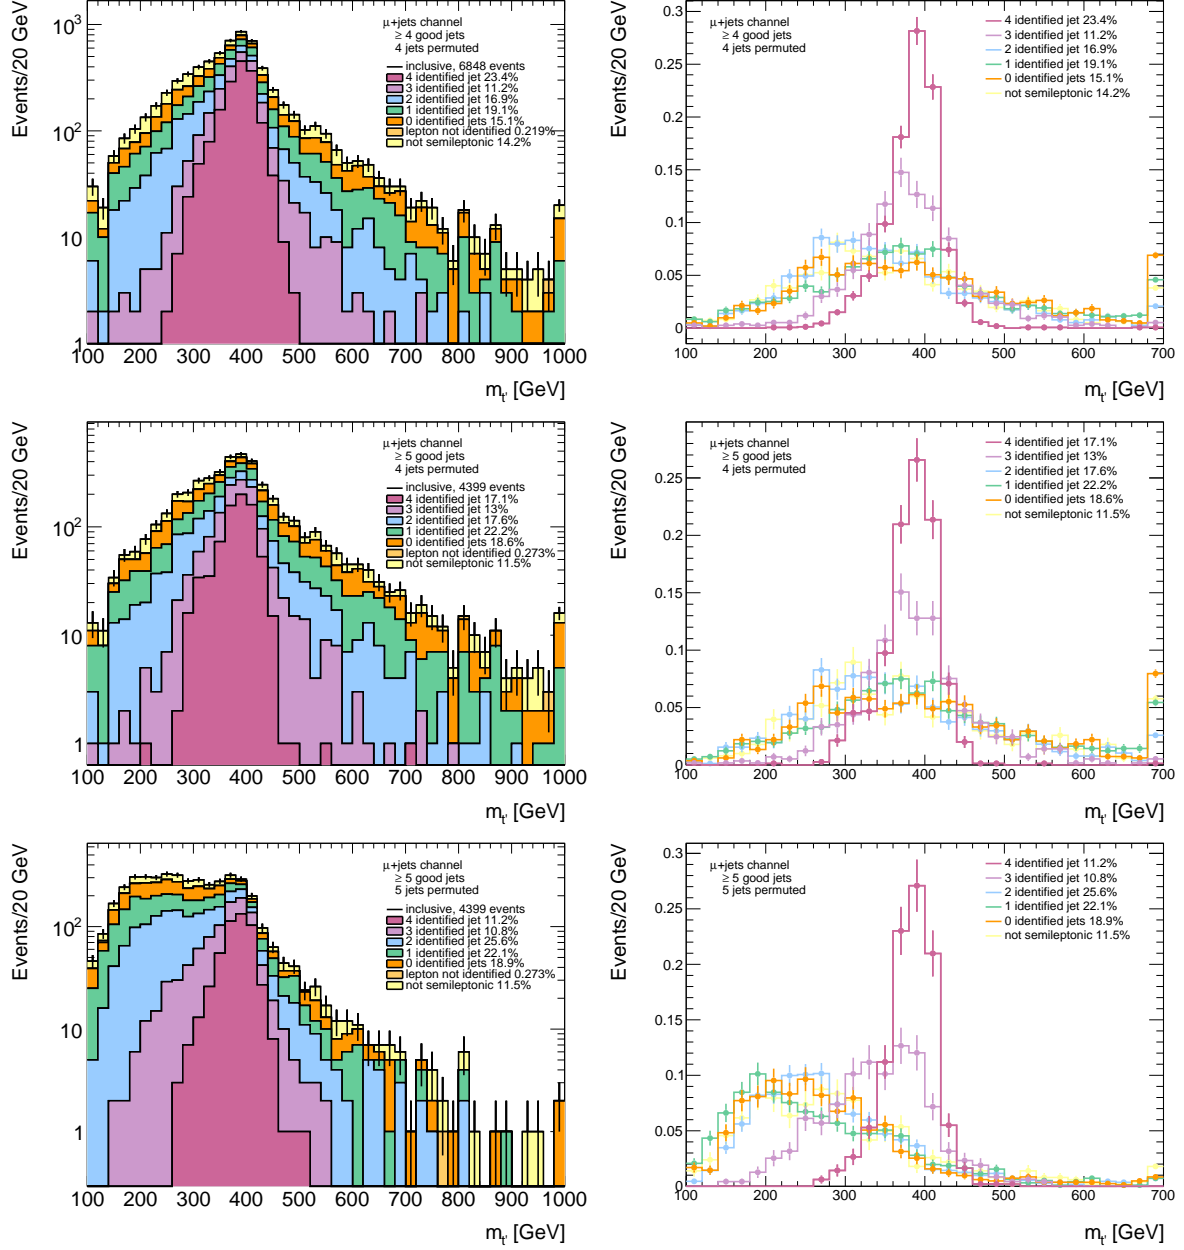 Events/20 GeV
10³
10²
10
1
μ+jets channel
≥ 4 good jets
4 jets permuted
inclusive, 6848 events
4 identified jet 23.4%
3 identified jet 11.2%
2 identified jet 16.9%
1 identified jet 19.1%
0 identified jets 15.1%
lepton not identified 0.219%
not semileptonic 14.2%
100 200 300 400 500 600 700 800 900 1000
m_t' [GeV]
Events/20 GeV
0.3
0.25
0.2
0.15
0.1
0.05
0
μ+jets channel
≥ 4 good jets
4 jets permuted
4 identified jet 23.4%
3 identified jet 11.2%
2 identified jet 16.9%
1 identified jet 19.1%
0 identified jets 15.1%
not semileptonic 14.2%
100 200 300 400 500 600 700
m_t' [GeV]
Events/20 GeV
10²
10
1
μ+jets channel
≥ 5 good jets
4 jets permuted
inclusive, 4399 events
4 identified jet 17.1%
3 identified jet 13%
2 identified jet 17.6%
1 identified jet 22.2%
0 identified jets 18.6%
lepton not identified 0.273%
not semileptonic 11.5%
100 200 300 400 500 600 700 800 900 1000
m_t' [GeV]
Events/20 GeV
0.25
0.2
0.15
0.1
0.05
0
μ+jets channel
≥ 5 good jets
4 jets permuted
4 identified jet 17.1%
3 identified jet 13%
2 identified jet 17.6%
1 identified jet 22.2%
0 identified jets 18.6%
not semileptonic 11.5%
100 200 300 400 500 600 700
m_t' [GeV]
Events/20 GeV
10²
10
1
μ+jets channel
≥ 5 good jets
5 jets permuted
inclusive, 4399 events
4 identified jet 11.2%
3 identified jet 10.8%
2 identified jet 25.6%
1 identified jet 22.1%
0 identified jets 18.9%
lepton not identified 0.273%
not semileptonic 11.5%
100 200 300 400 500 600 700 800 900 1000
m_t' [GeV]
Events/20 GeV
0.3
0.25
0.2
0.15
0.1
0.05
0
μ+jets channel
≥ 5 good jets
5 jets permuted
4 identified jet 11.2%
3 identified jet 10.8%
2 identified jet 25.6%
1 identified jet 22.1%
0 identified jets 18.9%
not semileptonic 11.5%
100 200 300 400 500 600 700
m_t' [GeV]